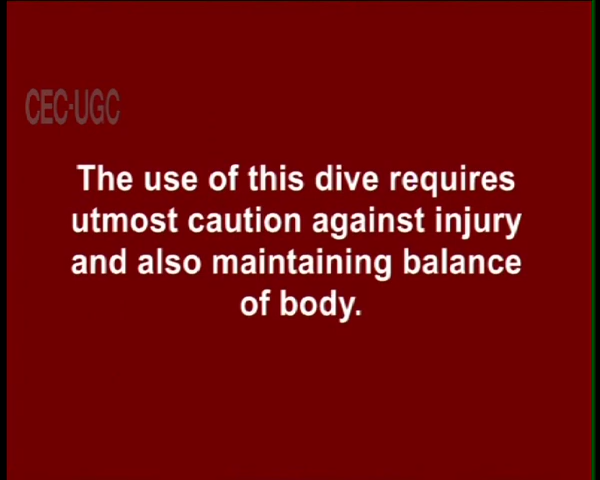 CEC-UGC
The use of this dive requires
utmost caution against injury
and also maintaining balance
of body.